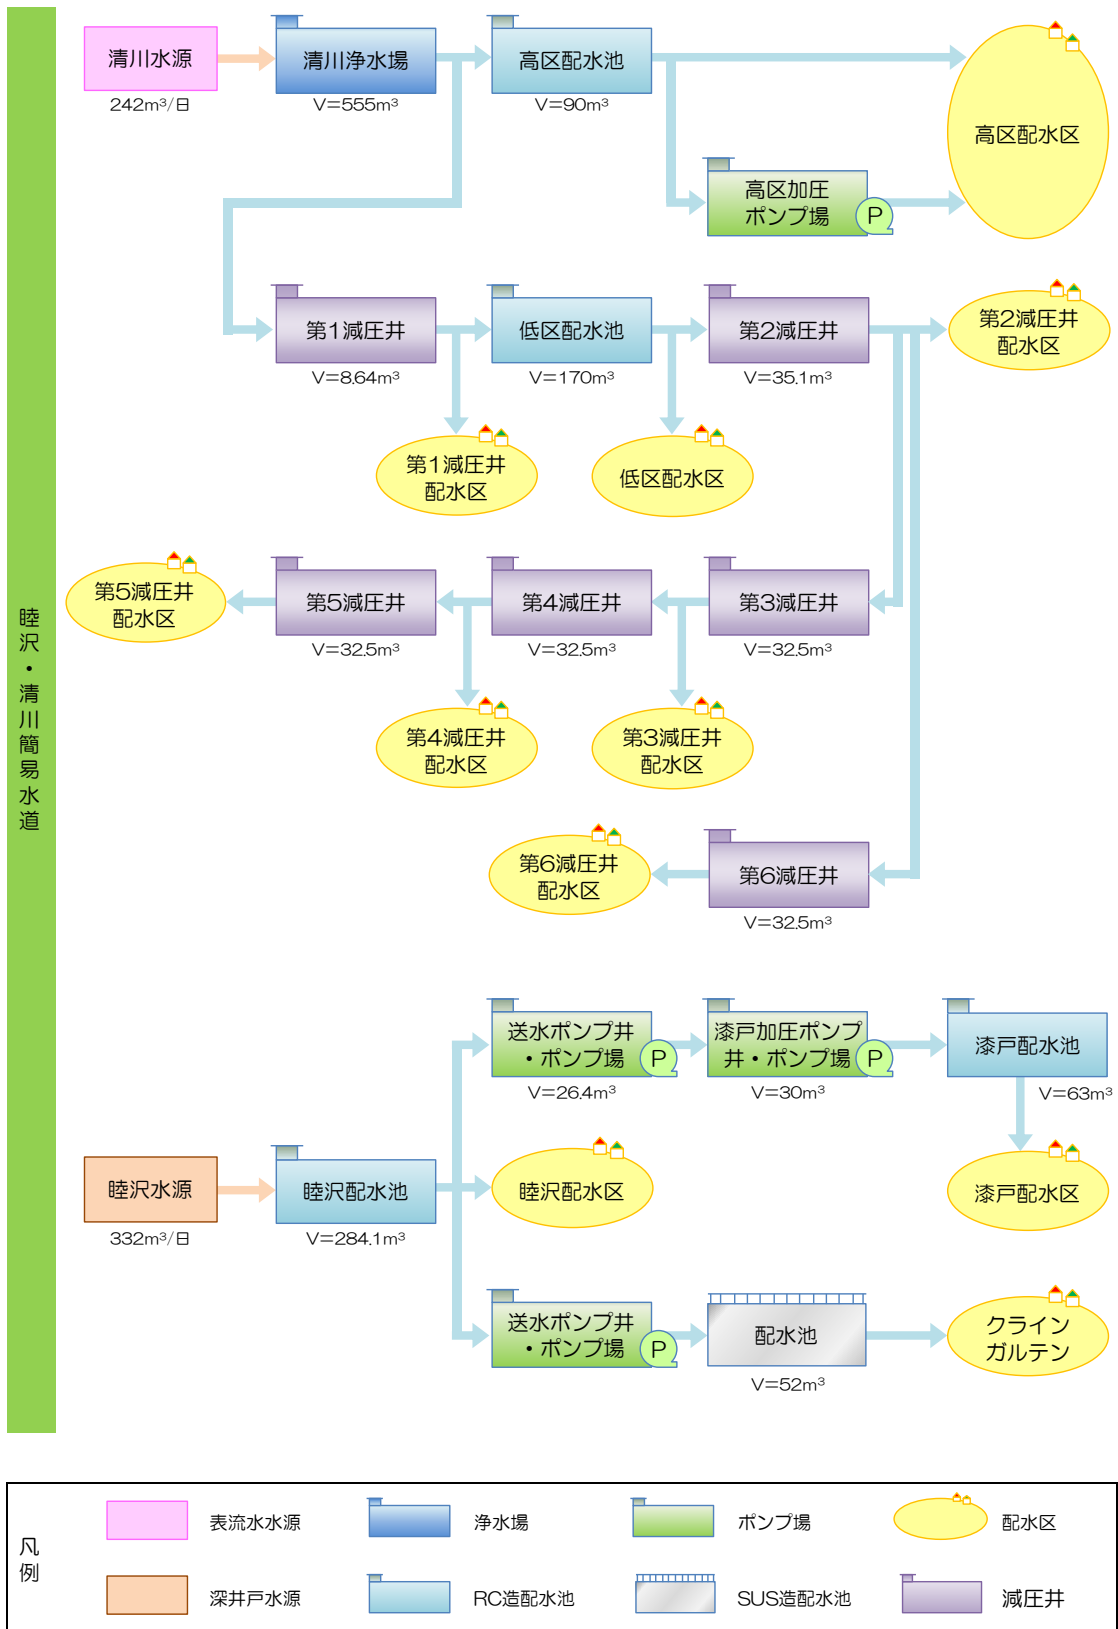 睦沢・清川簡易水道
清川水源
242m³/日
清川浄水場
V=555m³
高区配水池
V=90m³
高区配水区
高区加圧
ポンプ場
P
第1減圧井
V=8.64m³
低区配水池
V=170m³
第2減圧井
V=35.1m³
第2減圧井
配水区
第1減圧井
配水区
低区配水区
第5減圧井
配水区
第5減圧井
V=32.5m³
第4減圧井
V=32.5m³
第3減圧井
V=32.5m³
第4減圧井
配水区
第3減圧井
配水区
第6減圧井
配水区
第6減圧井
V=32.5m³
送水ポンプ井
・ポンプ場
P
V=26.4m³
漆戸加圧ポンプ
井・ポンプ場
P
V=30m³
漆戸配水池
V=63m³
睦沢水源
332m³/日
睦沢配水池
V=284.1m³
睦沢配水区
漆戸配水区
送水ポンプ井
・ポンプ場
P
配水池
V=52m³
クライン
ガルテン
凡例
表流水水源
浄水場
ポンプ場
配水区
深井戸水源
RC造配水池
SUS造配水池
減圧井